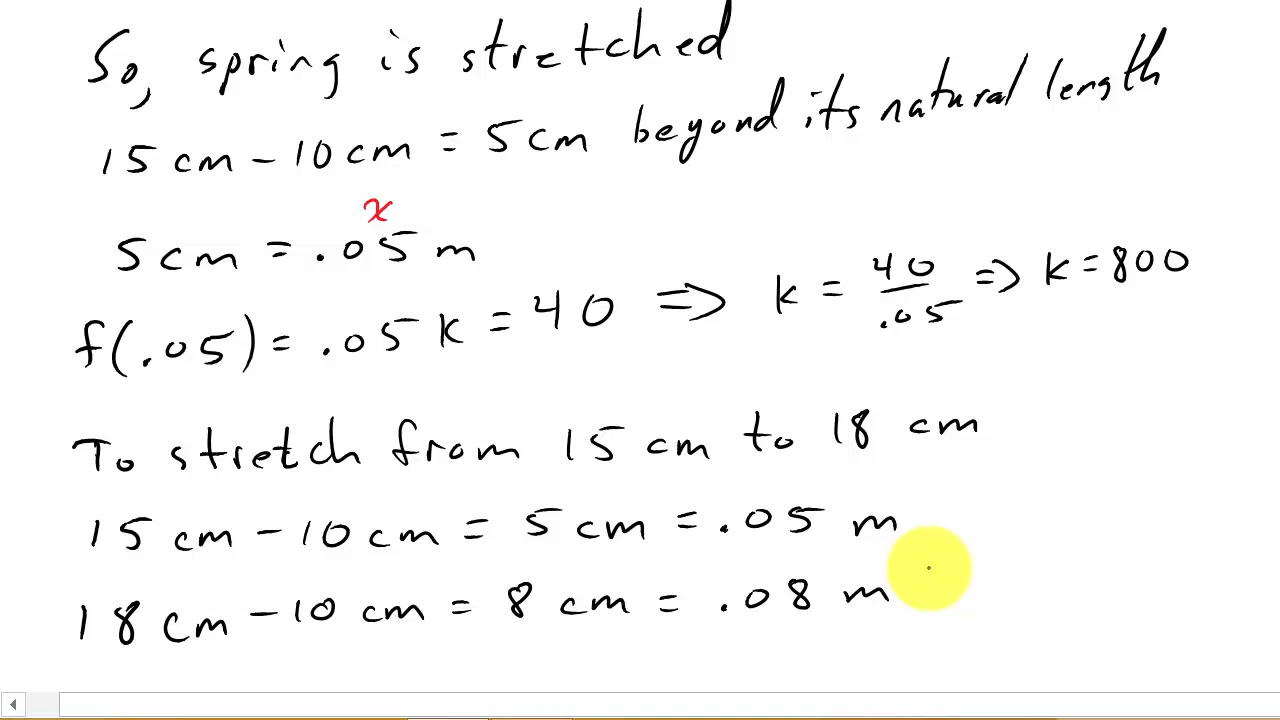 So, spring is stretched
15 cm - 10 cm = 5 cm beyond its natural length
x
5 cm = .05 m
f(.05) = .05 k = 40 => k = 40/.05 => k = 800
To stretch from 15 cm to 18 cm
15 cm - 10 cm = 5 cm = .05 m
18 cm - 10 cm = 8 cm = .08 m